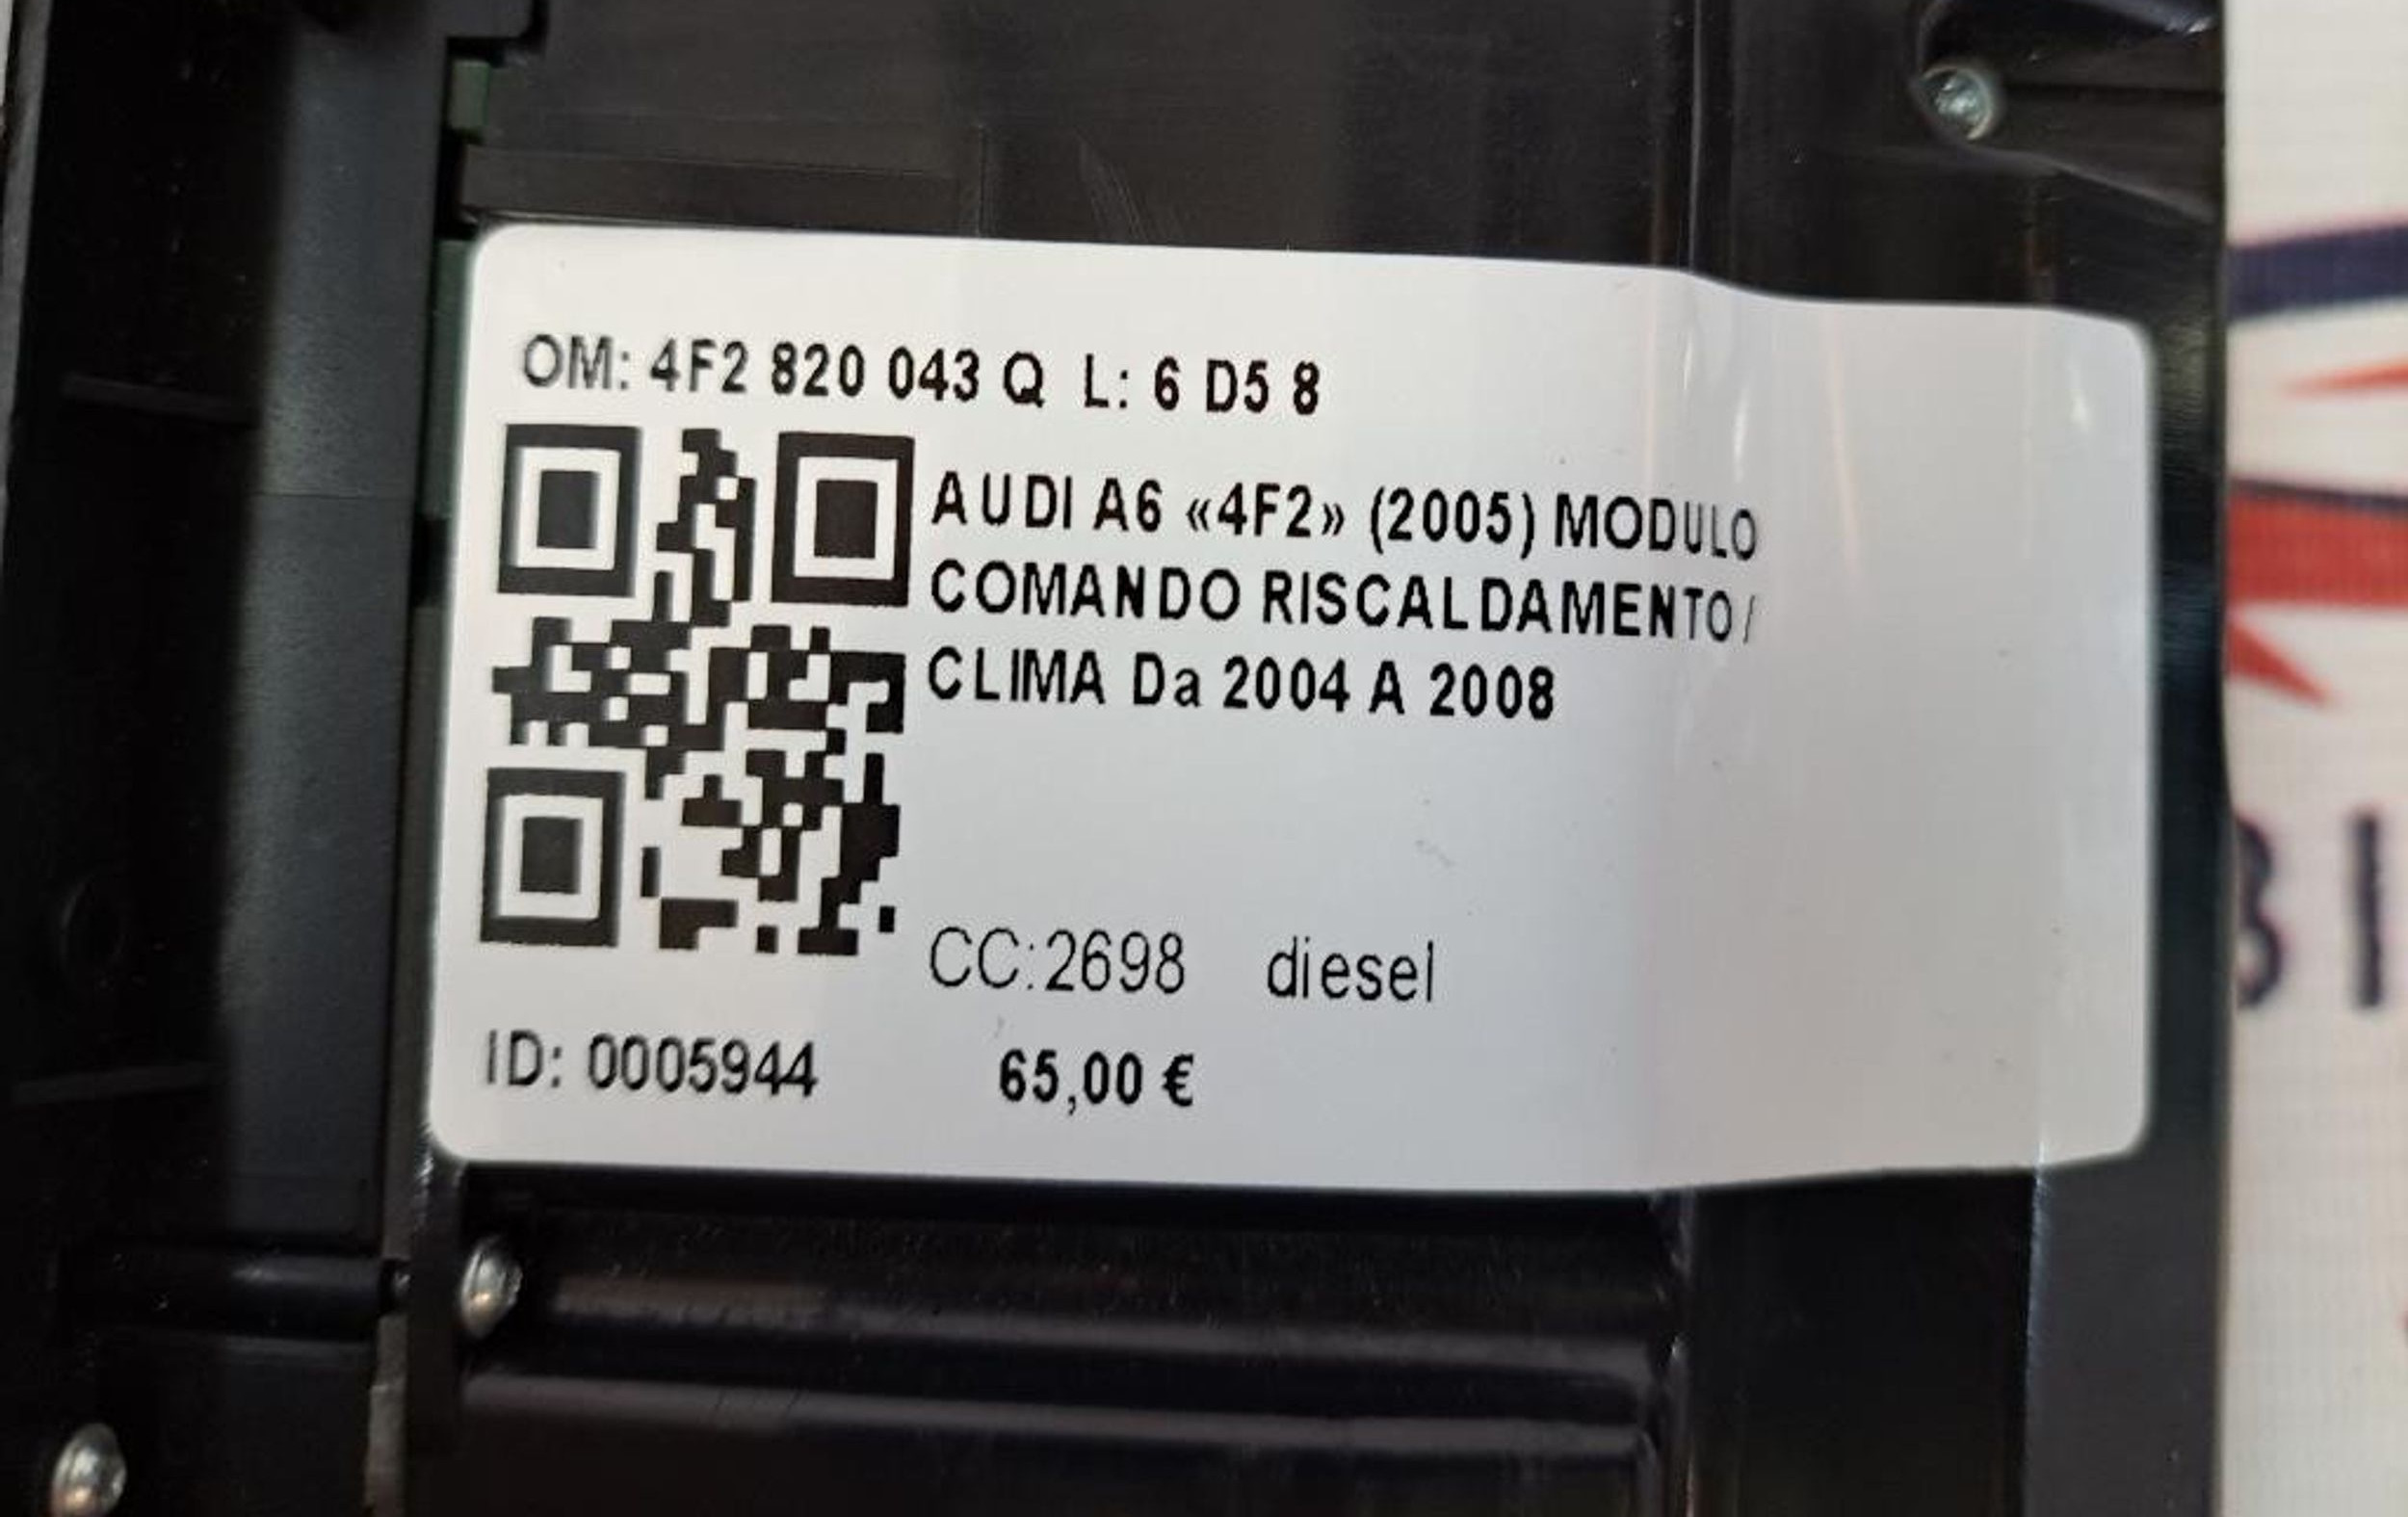 OM: 4F2 820 043 Q L: 6 D5 8
AUDI A6 «4F2» (2005) MODULO
COMANDO RISCALDAMENTO /
CLIMA Da 2004 A 2008
CC:2698 diesel
ID: 0005944 65,00 €